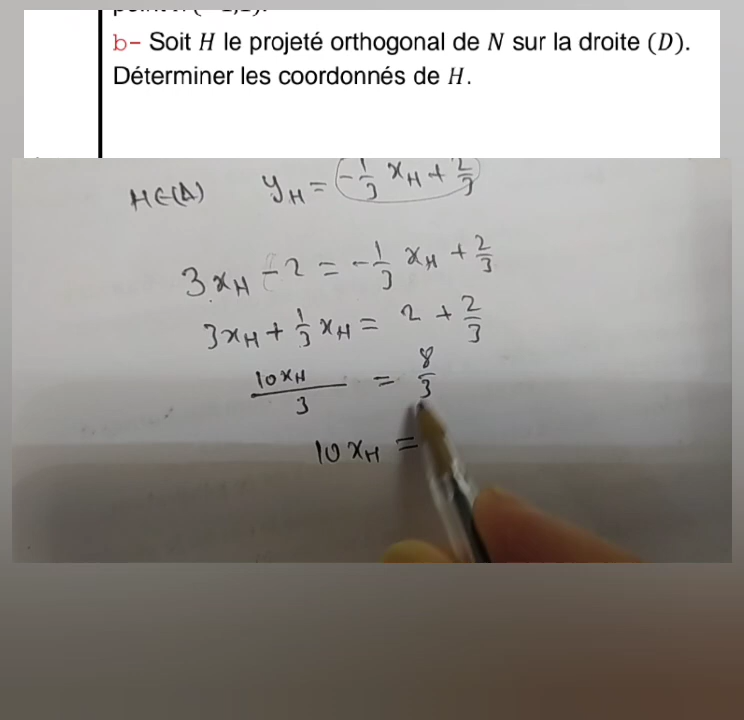 b- Soit H le projeté orthogonal de N sur la droite (D).
Déterminer les coordonnés de H.
H∈(Δ) y_H = -1/3 x_H + 2/3
3x_H - 2 = -1/3 x_H + 2/3
3x_H + 1/3 x_H = 2 + 2/3
10x_H/3 = 8/3
10x_H =